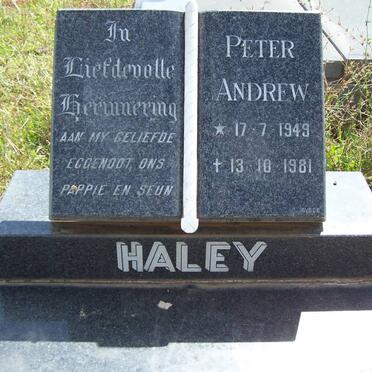 In
Liefdevolle
Herinnering
AAN MY GELIEFDE
EGGENOOT, ONS
PAPPIE EN SEUN
PETER
ANDREW
★ 17-7-1949
✝ 13-10-1981
HALEY